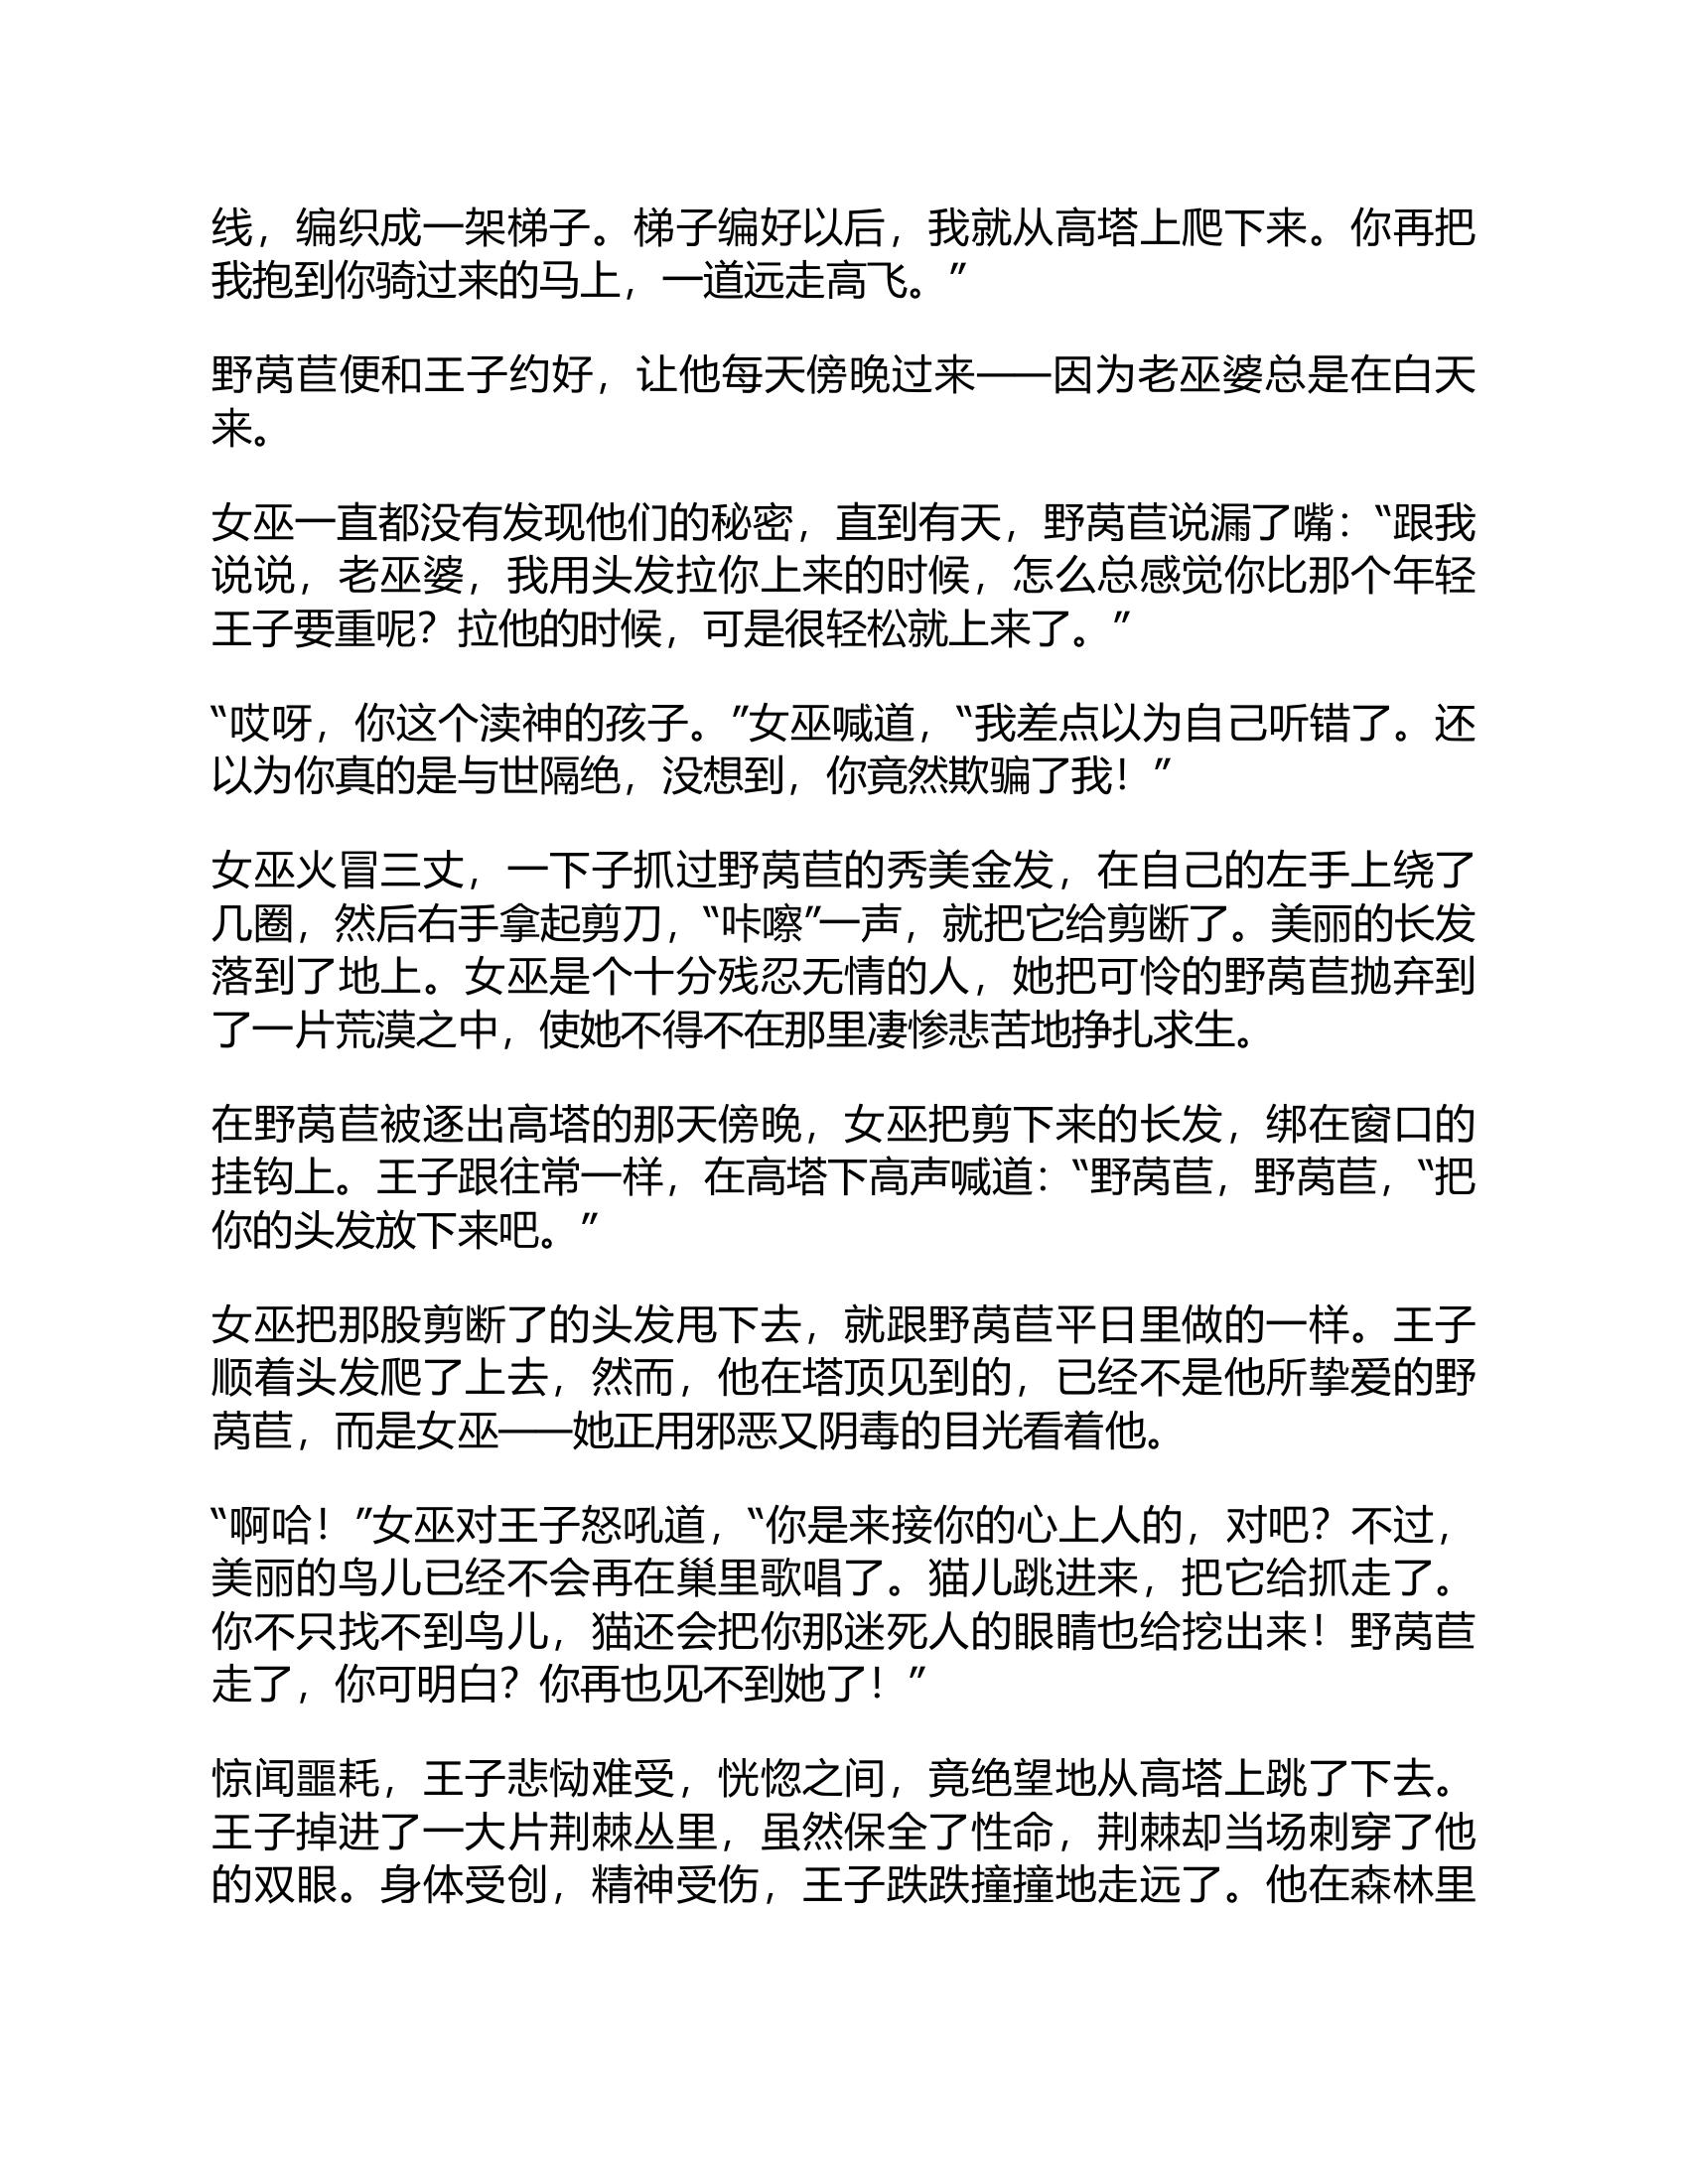 线，编织成一架梯子。梯子编好以后，我就从高塔上爬下来。你再把
我抱到你骑过来的马上，一道远走高飞。”
野莴苣便和王子约好，让他每天傍晚过来——因为老巫婆总是在白天
来。
女巫一直都没有发现他们的秘密，直到有天，野莴苣说漏了嘴：“跟我
说说，老巫婆，我用头发拉你上来的时候，怎么总感觉你比那个年轻
王子要重呢？拉他的时候，可是很轻松就上来了。”
“哎呀，你这个渎神的孩子。”女巫喊道，“我差点以为自己听错了。还
以为你真的是与世隔绝，没想到，你竟然欺骗了我！”
女巫火冒三丈，一下子抓过野莴苣的秀美金发，在自己的左手上绕了
几圈，然后右手拿起剪刀，“咔嚓”一声，就把它给剪断了。美丽的长发
落到了地上。女巫是个十分残忍无情的人，她把可怜的野莴苣抛弃到
了一片荒漠之中，使她不得不在那里凄惨悲苦地挣扎求生。
在野莴苣被逐出高塔的那天傍晚，女巫把剪下来的长发，绑在窗口的
挂钩上。王子跟往常一样，在高塔下高声喊道：“野莴苣，野莴苣，“把
你的头发放下来吧。”
女巫把那股剪断了的头发甩下去，就跟野莴苣平日里做的一样。王子
顺着头发爬了上去，然而，他在塔顶见到的，已经不是他所挚爱的野
莴苣，而是女巫——她正用邪恶又阴毒的目光看着他。
“啊哈！”女巫对王子怒吼道，“你是来接你的心上人的，对吧？不过，
美丽的鸟儿已经不会再在巢里歌唱了。猫儿跳进来，把它给抓走了。
你不只找不到鸟儿，猫还会把你那迷死人的眼睛也给挖出来！野莴苣
走了，你可明白？你再也见不到她了！”
惊闻噩耗，王子悲恸难受，恍惚之间，竟绝望地从高塔上跳了下去。
王子掉进了一大片荆棘丛里，虽然保全了性命，荆棘却当场刺穿了他
的双眼。身体受创，精神受伤，王子跌跌撞撞地走远了。他在森林里